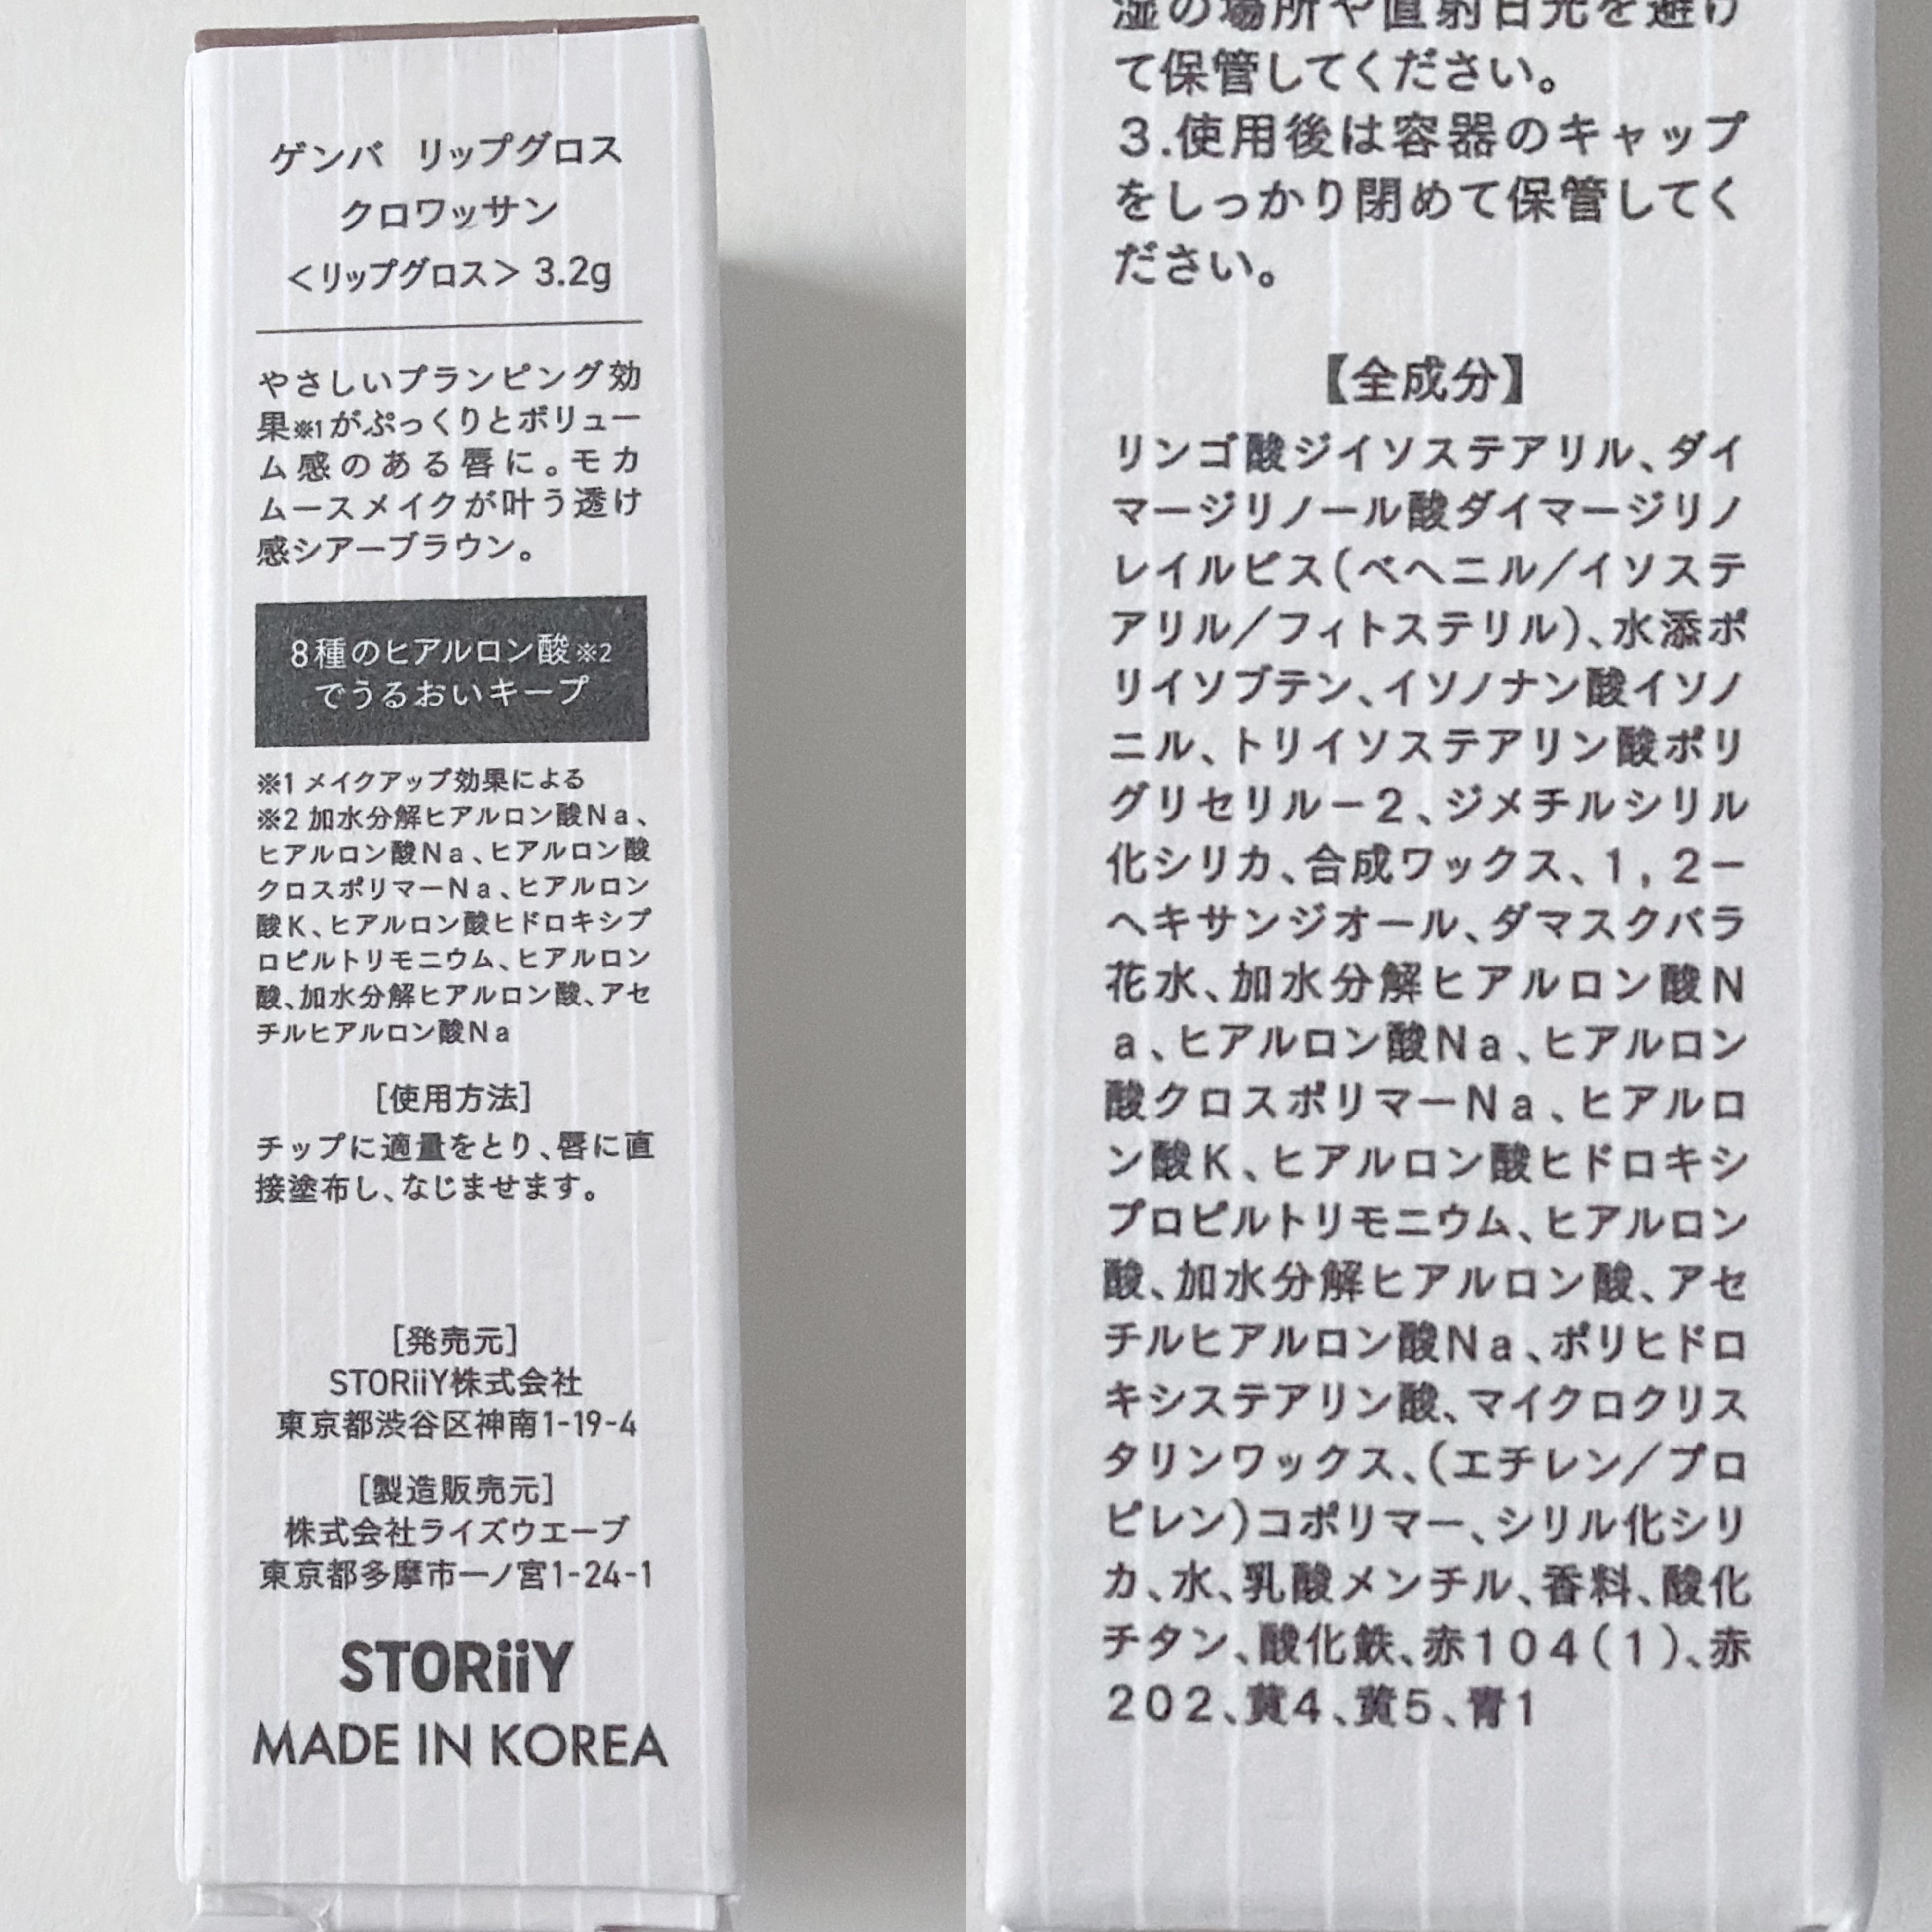 ゲンバ リップグロス
クロワッサン
＜リップグロス＞3.2g
やさしいプランピング効
果※1がぷっくりとボリュー
ム感のある唇に。モカ
ムースメイクが叶う透け
感シアーブラウン。
8種のヒアルロン酸※2
でうるおいキープ
※1 メイクアップ効果による
※2 加水分解ヒアルロン酸Na、
ヒアルロン酸Na、ヒアルロン酸
クロスポリマーNa、ヒアルロン
酸K、ヒアルロン酸ヒドロキシプ
ロピルトリモニウム、ヒアルロン
酸、加水分解ヒアルロン酸、アセ
チルヒアルロン酸Na
［使用方法］
チップに適量をとり、唇に直
接塗布し、なじませます。
［発売元］
STORiiY株式会社
東京都渋谷区神南1-19-4
［製造販売元］
株式会社ライズウエーブ
東京都多摩市一ノ宮1-24-1
STORiiY
MADE IN KOREA
湿の場所や直射日光を避け
て保管してください。
3.使用後は容器のキャップ
をしっかり閉めて保管してく
ださい。
【全成分】
リンゴ酸ジイソステアリル、ダイ
マージリノール酸ダイマージリノ
レイルビス(ベヘニル／イソステ
アリル／フィトステリル)、水添ポ
リイソブテン、イソノナン酸イソノ
ニル、トリイソステアリン酸ポリ
グリセリル－2、ジメチルシリル
化シリカ、合成ワックス、1，2－
ヘキサンジオール、ダマスクバラ
花水、加水分解ヒアルロン酸N
a、ヒアルロン酸Na、ヒアルロン
酸クロスポリマーNa、ヒアルロ
ン酸K、ヒアルロン酸ヒドロキシ
プロピルトリモニウム、ヒアルロン
酸、加水分解ヒアルロン酸、アセ
チルヒアルロン酸Na、ポリヒドロ
キシステアリン酸、マイクロクリス
タリンワックス、(エチレン／プロ
ピレン)コポリマー、シリル化シリ
カ、水、乳酸メンチル、香料、酸化
チタン、酸化鉄、赤104(1)、赤
202、黄4、黄5、青1